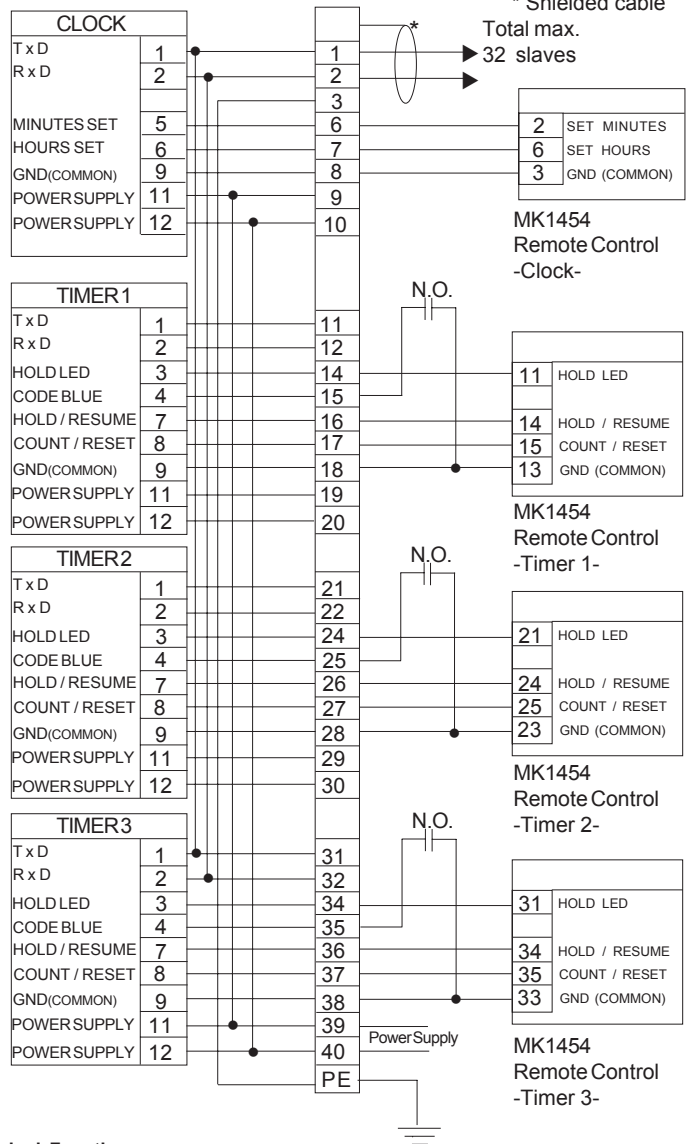 * Shielded cable
Total max.
32 slaves
*
CLOCK
TxD 1
RxD 2
MINUTES SET 5
HOURS SET 6
GND(COMMON) 9
POWER SUPPLY 11
POWER SUPPLY 12
1
2
3
6
7
8
9
10
2 SET MINUTES
6 SET HOURS
3 GND (COMMON)
MK1454
Remote Control
-Clock-
TIMER1
TxD 1
RxD 2
HOLD LED 3
CODE BLUE 4
HOLD / RESUME 7
COUNT / RESET 8
GND(COMMON) 9
POWER SUPPLY 11
POWER SUPPLY 12
11
12
14
15
16
17
18
19
20
N.O.
11 HOLD LED
14 HOLD / RESUME
15 COUNT / RESET
13 GND (COMMON)
MK1454
Remote Control
-Timer 1-
TIMER2
TxD 1
RxD 2
HOLD LED 3
CODE BLUE 4
HOLD / RESUME 7
COUNT / RESET 8
GND(COMMON) 9
POWER SUPPLY 11
POWER SUPPLY 12
21
22
24
25
26
27
28
29
30
N.O.
21 HOLD LED
24 HOLD / RESUME
25 COUNT / RESET
23 GND (COMMON)
MK1454
Remote Control
-Timer 2-
TIMER3
TxD 1
RxD 2
HOLD LED 3
CODE BLUE 4
HOLD / RESUME 7
COUNT / RESET 8
GND(COMMON) 9
POWER SUPPLY 11
POWER SUPPLY 12
31
32
34
35
36
37
38
39
40
PE
N.O.
Power Supply
31 HOLD LED
34 HOLD / RESUME
35 COUNT / RESET
33 GND (COMMON)
MK1454
Remote Control
-Timer 3-